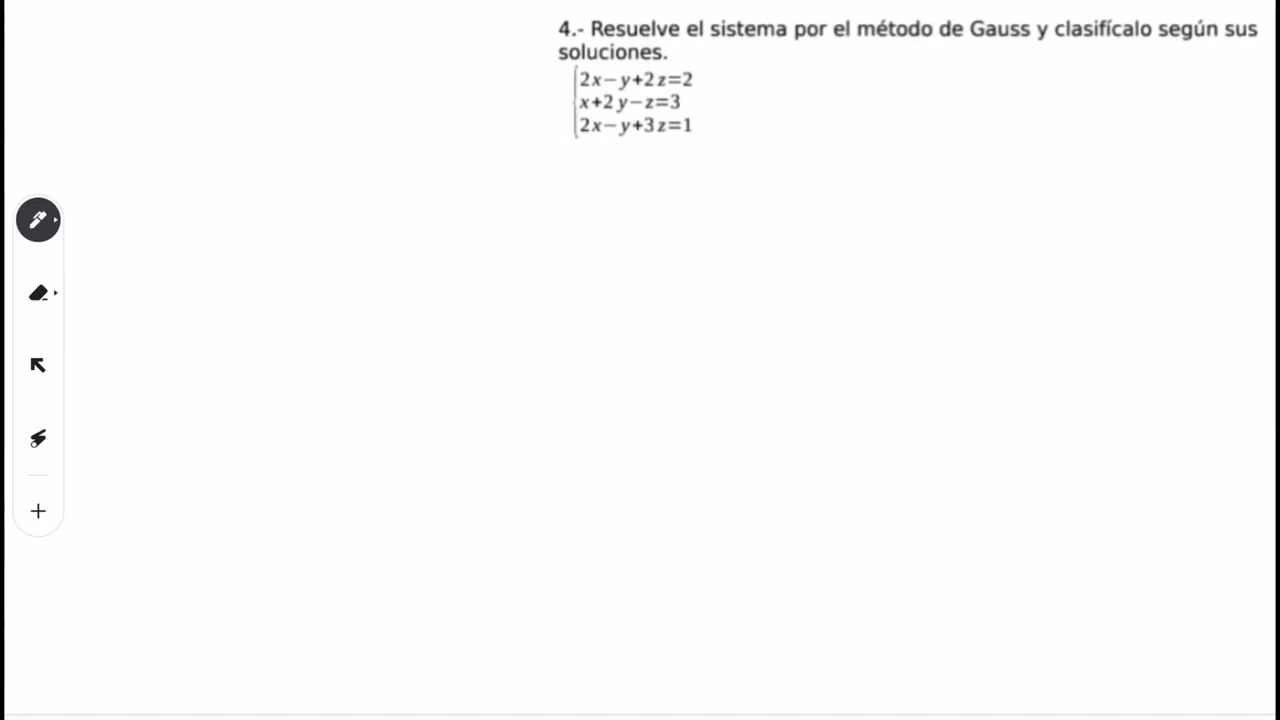 4.- Resuelve el sistema por el método de Gauss y clasifícalo según sus
soluciones.
2x−y+2z=2
x+2y−z=3
2x−y+3z=1